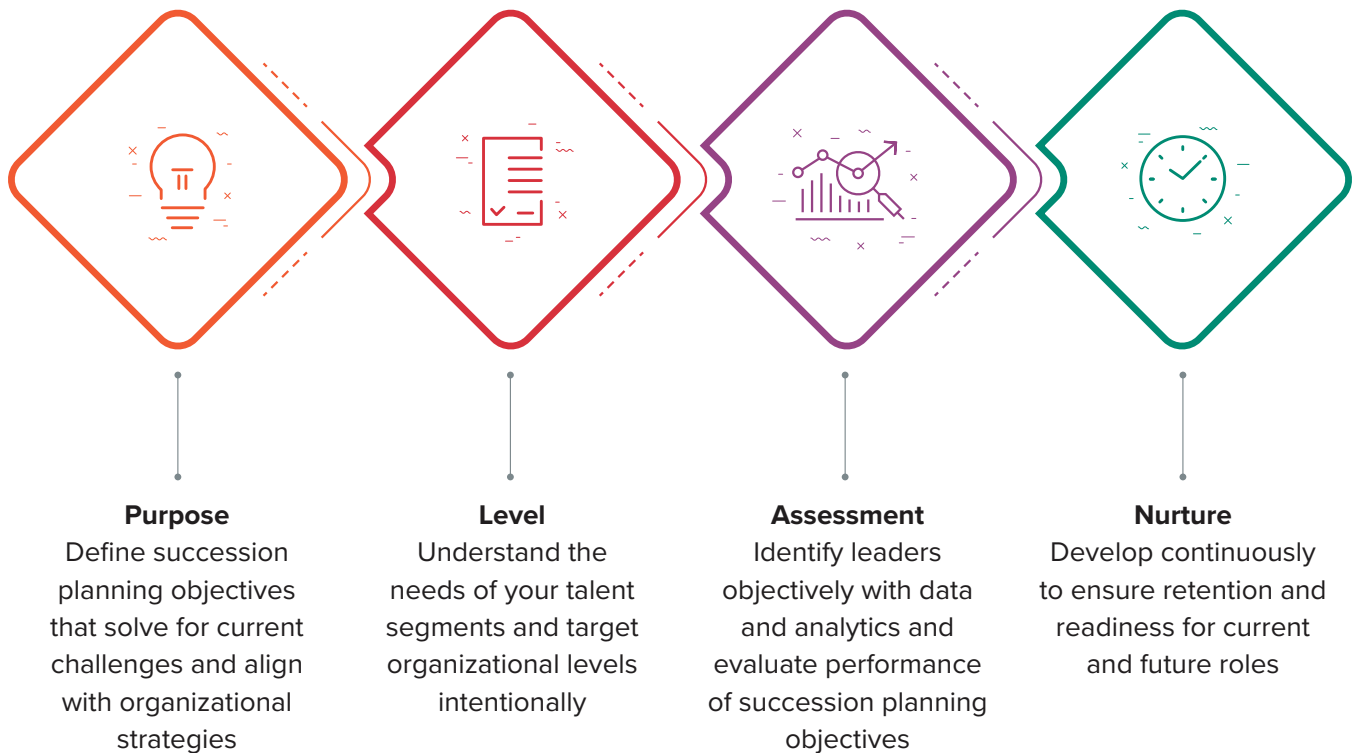 Purpose
Define succession
planning objectives
that solve for current
challenges and align
with organizational
strategies
Level
Understand the
needs of your talent
segments and target
organizational levels
intentionally
Assessment
Identify leaders
objectively with data
and analytics and
evaluate performance
of succession planning
objectives
Nurture
Develop continuously
to ensure retention and
readiness for current
and future roles